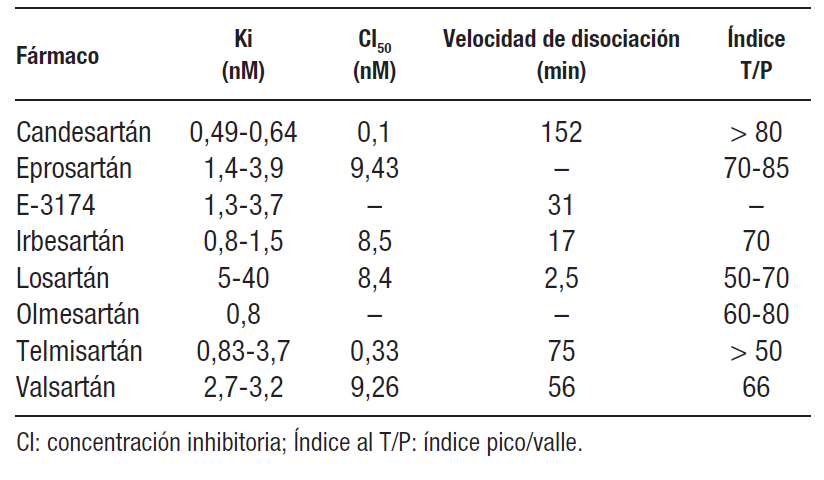 Fármaco Ki (nM) CI50 (nM) Velocidad de disociación (min) Índice T/P
Candesartán 0,49-0,64 0,1 152 > 80
Eprosartán 1,4-3,9 9,43 – 70-85
E-3174 1,3-3,7 – 31 –
Irbesartán 0,8-1,5 8,5 17 70
Losartán 5-40 8,4 2,5 50-70
Olmesartán 0,8 – – 60-80
Telmisartán 0,83-3,7 0,33 75 > 50
Valsartán 2,7-3,2 9,26 56 66
CI: concentración inhibitoria; Índice al T/P: índice pico/valle.